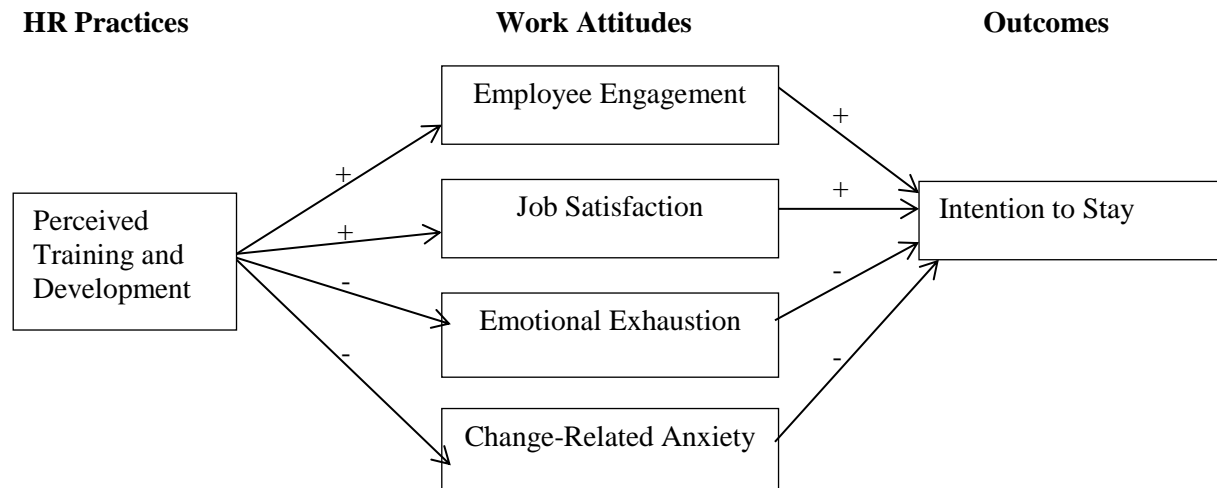 HR Practices
Work Attitudes
Outcomes
Employee Engagement
+
+
Perceived
Training and
Development
+
Job Satisfaction
+
Intention to Stay
-
Emotional Exhaustion
-
-
Change-Related Anxiety
-